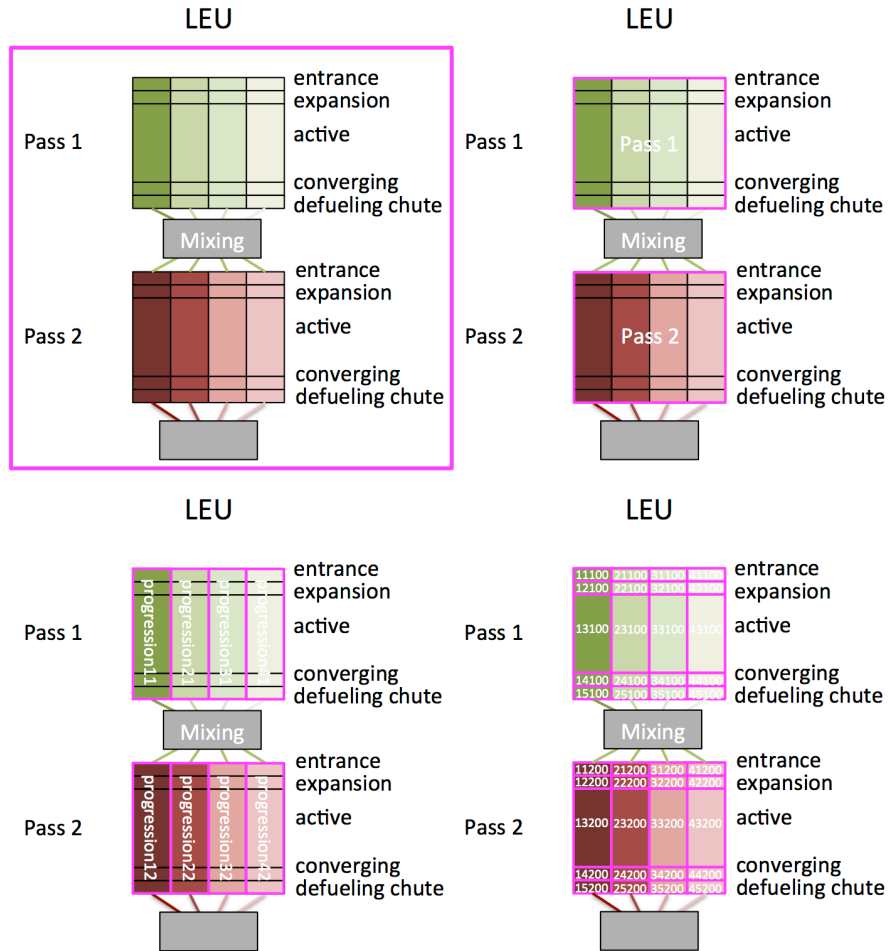 LEU
entrance
expansion
Pass 1
active
converging
defueling chute
Mixing
entrance
expansion
Pass 2
active
converging
defueling chute
LEU
entrance
expansion
Pass 1
Pass 1
active
converging
defueling chute
Mixing
entrance
expansion
Pass 2
Pass 2
active
converging
defueling chute
LEU
entrance
expansion
Pass 1
progression11
progression21
progression31
progression41
active
converging
defueling chute
Mixing
entrance
expansion
Pass 2
progression12
progression22
progression32
progression42
active
converging
defueling chute
LEU
11100 21100 31100 41100 entrance
12100 22100 32100 42100 expansion
Pass 1 13100 23100 33100 43100 active
14100 24100 34100 44100 converging
15100 25100 35100 45100 defueling chute
Mixing
11200 21200 31200 41200 entrance
12200 22200 32200 42200 expansion
Pass 2 13200 23200 33200 43200 active
14200 24200 34200 44200 converging
15200 25200 35200 45200 defueling chute